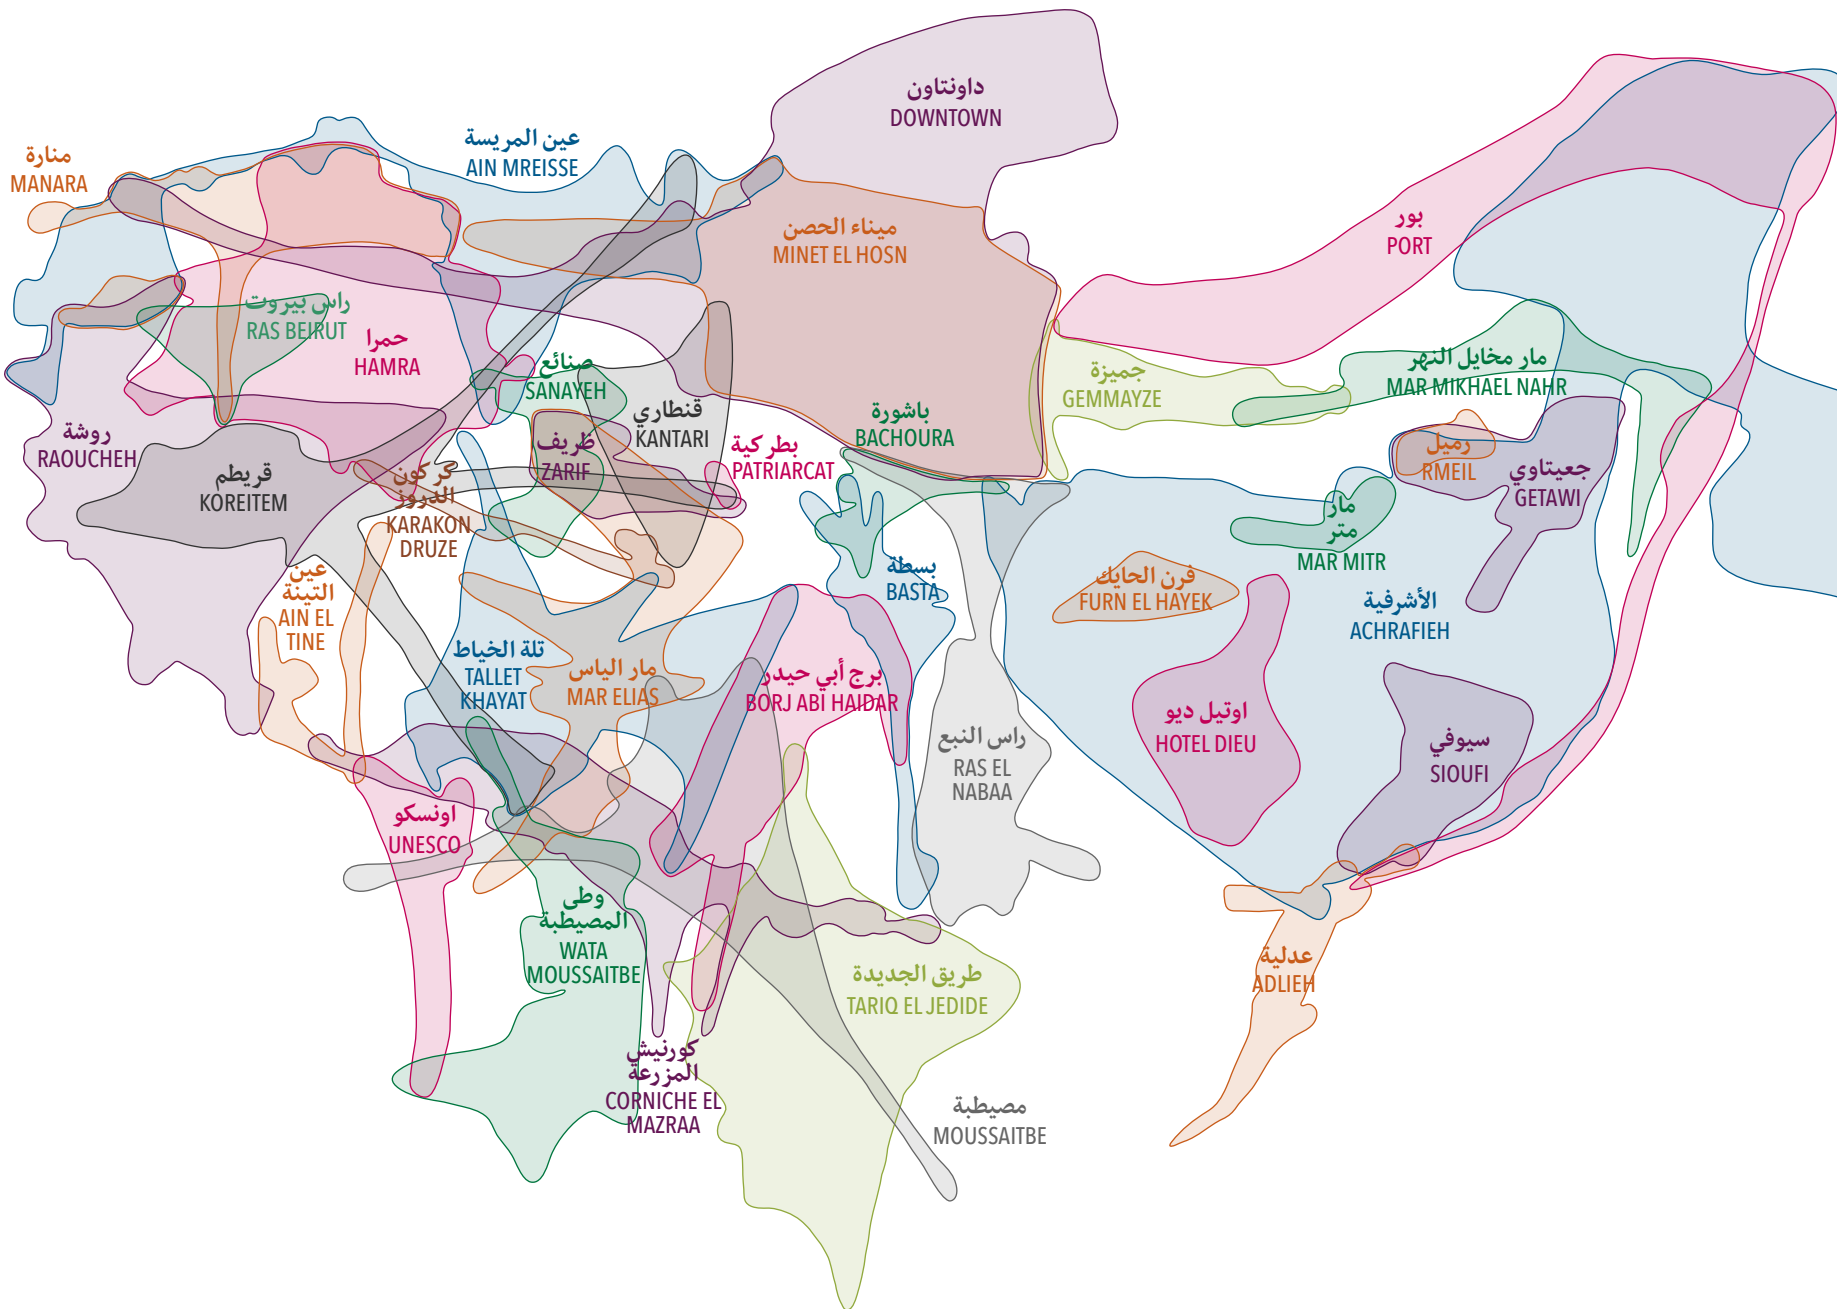 داونتاون
DOWNTOWN
عين المريسة
AIN MREISSE
منارة
MANARA
ميناء الحصن
MINET EL HOSN
بور
PORT
راس بيروت
RAS BEIRUT
حمرا
HAMRA
صنائع
SANAYEH
قنطاري
KANTARI
جميزة
GEMMAYZE
مار مخايل النهر
MAR MIKHAEL NAHR
باشورة
BACHOURA
روشة
RAOUCHEH
قريطم
KOREITEM
كركون
الدروز
KARAKON
DRUZE
ظريف
ZARIF
بطركية
PATRIARCAT
رميل
RMEIL
جعيتاوي
GETAWI
مار
متر
MAR MITR
عين
التينة
AIN EL
TINE
بسطة
BASTA
فرن الحايك
FURN EL HAYEK
الأشرفية
ACHRAFIEH
تلة الخياط
TALLET
KHAYAT
مار الياس
MAR ELIAS
برج أبي حيدر
BORJ ABI HAIDAR
راس النبع
RAS EL
NABAA
اوتيل ديو
HOTEL DIEU
سيوفي
SIOUFI
اونسكو
UNESCO
وطى
المصيطبة
WATA
MOUSSAITBE
طريق الجديدة
TARIQ EL JEDIDE
عدلية
ADLIEH
كورنيش
المزرعة
CORNICHE EL
MAZRAA
مصيطبة
MOUSSAITBE